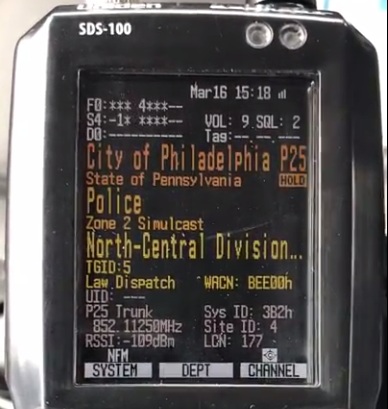 SDS-100
Mar16 15:18
F0:*** 4***--
S4:-1* ****--
VOL: 9 SQL: 2
D0:----------
Tag:--- --- ---
City of Philadelphia P25
State of Pennsylvania HOLD
Police
Zone 2 Simulcast
North-Central Division...
TGID:5
Law Dispatch WACN: BEE00h
UID: ---
P25 Trunk Sys ID: 3B2h
852.11250MHz Site ID: 4
RSSI:-109dBm LCN: 177
NFM
SYSTEM DEPT CHANNEL